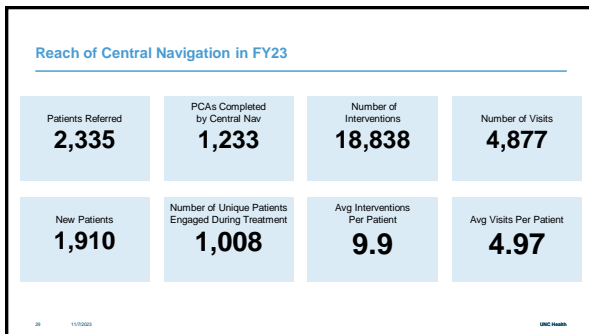 Reach of Central Navigation in FY23
Patients Referred
2,335
PCAs Completed
by Central Nav
1,233
Number of
Interventions
18,838
Number of Visits
4,877
New Patients
1,910
Number of Unique Patients
Engaged During Treatment
1,008
Avg Interventions
Per Patient
9.9
Avg Visits Per Patient
4.97
29 11/7/2023 UNC Health